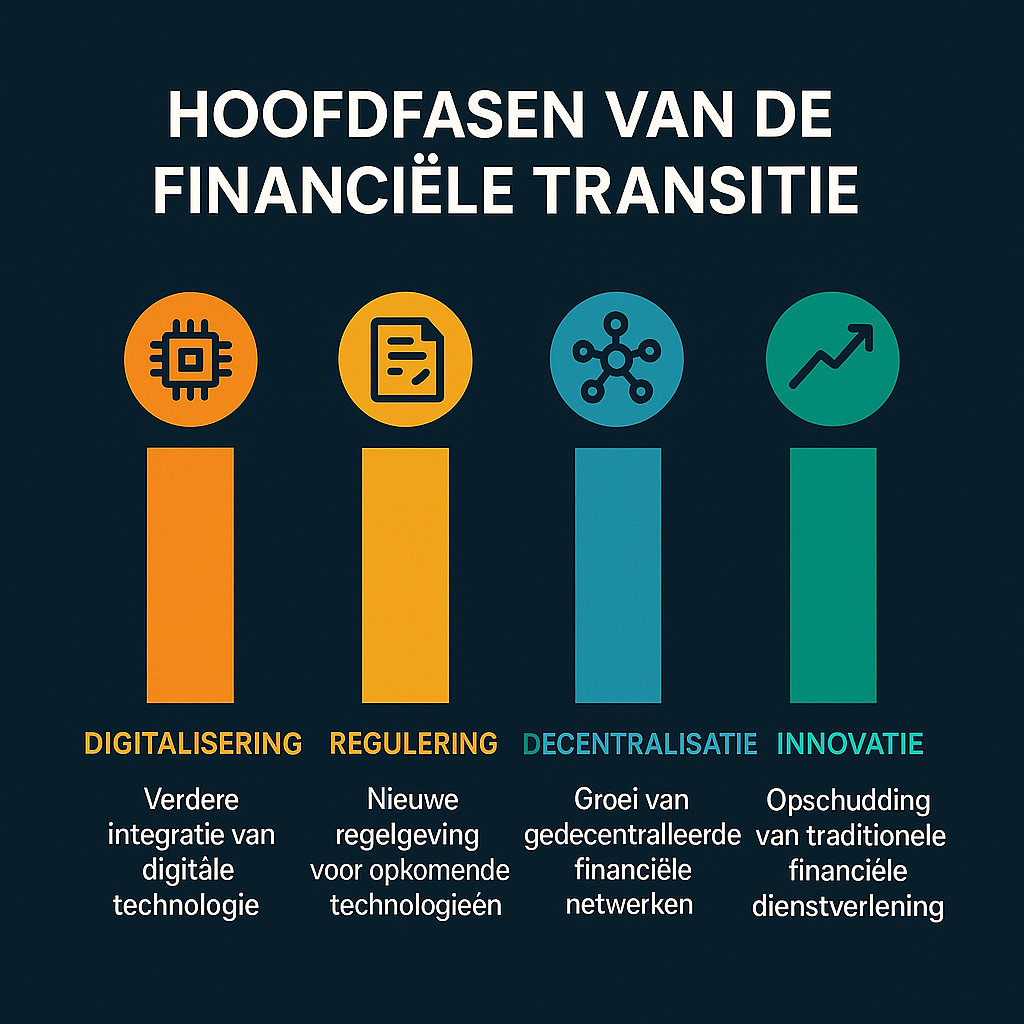 HOOFDFASEN VAN DE
FINANCIËLE TRANSITIE
DIGITALISERING
Verdere
integratie van
digitâle
technologie
REGULERING
Nieuwe
regelgeving
voor opkomende
technologieén
DECENTRALISATIE
Groei van
gedecentralleerde
financiële
netwerken
INNOVATIE
Opschudding
van traditionele
financiéle
dienstverlening